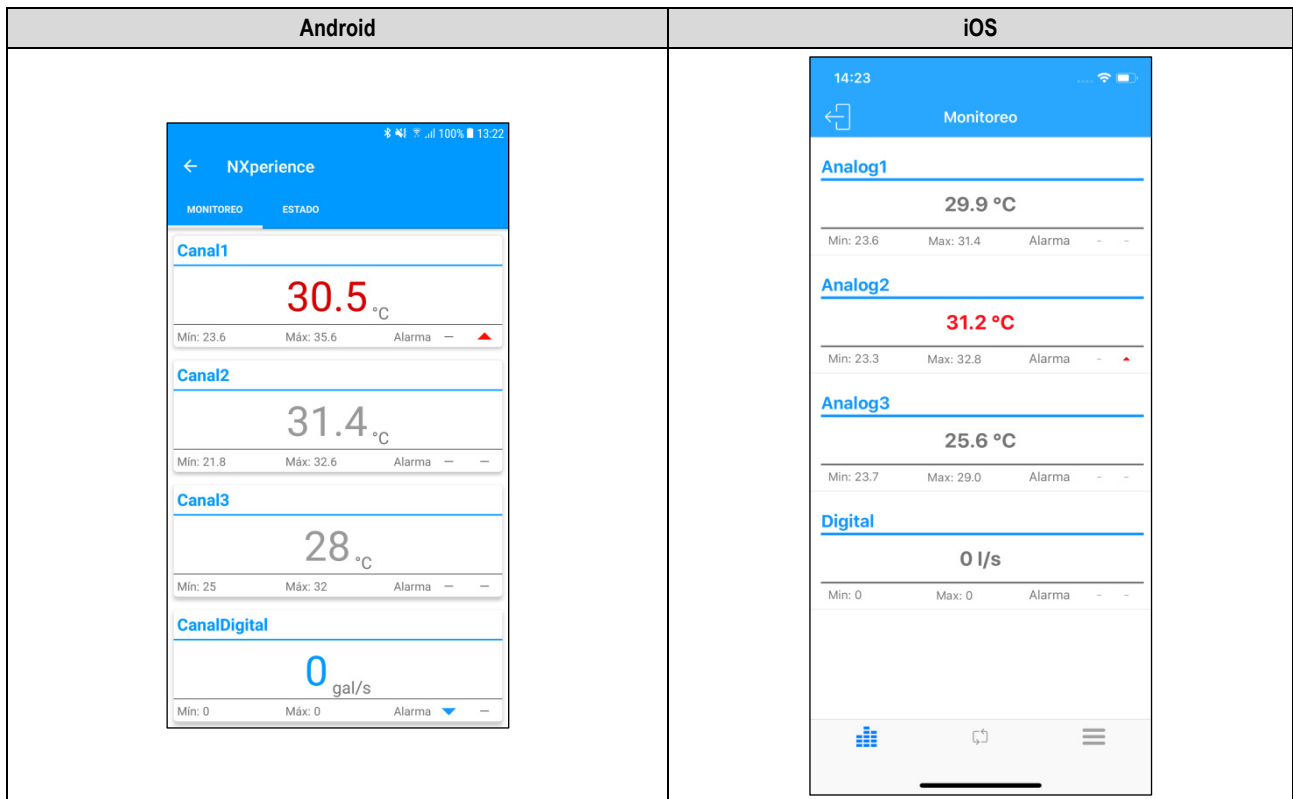 Android
iOS
100% 13:22
NXperience
MONITOREO ESTADO
Canal1
30.5 °C
Mín: 23.6 Máx: 35.6 Alarma –
Canal2
31.4 °C
Mín: 21.8 Máx: 32.6 Alarma – –
Canal3
28 °C
Mín: 25 Máx: 32 Alarma – –
CanalDigital
0 gal/s
Mín: 0 Máx: 0 Alarma –
14:23
Monitoreo
Analog1
29.9 °C
Min: 23.6 Max: 31.4 Alarma - -
Analog2
31.2 °C
Min: 23.3 Max: 32.8 Alarma -
Analog3
25.6 °C
Min: 23.7 Max: 29.0 Alarma - -
Digital
0 l/s
Min: 0 Max: 0 Alarma - -